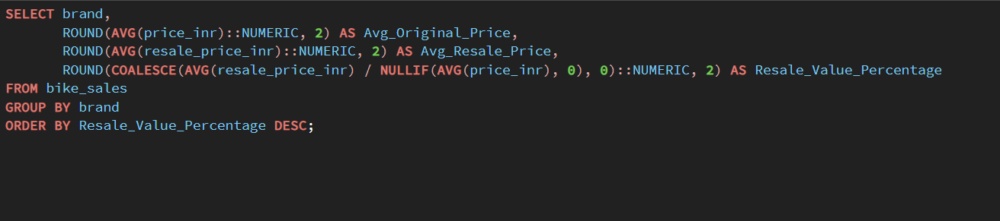 SELECT brand,
ROUND(AVG(price_inr)::NUMERIC, 2) AS Avg_Original_Price,
ROUND(AVG(resale_price_inr)::NUMERIC, 2) AS Avg_Resale_Price,
ROUND(COALESCE(AVG(resale_price_inr) / NULLIF(AVG(price_inr), 0), 0)::NUMERIC, 2) AS Resale_Value_Percentage
FROM bike_sales
GROUP BY brand
ORDER BY Resale_Value_Percentage DESC;